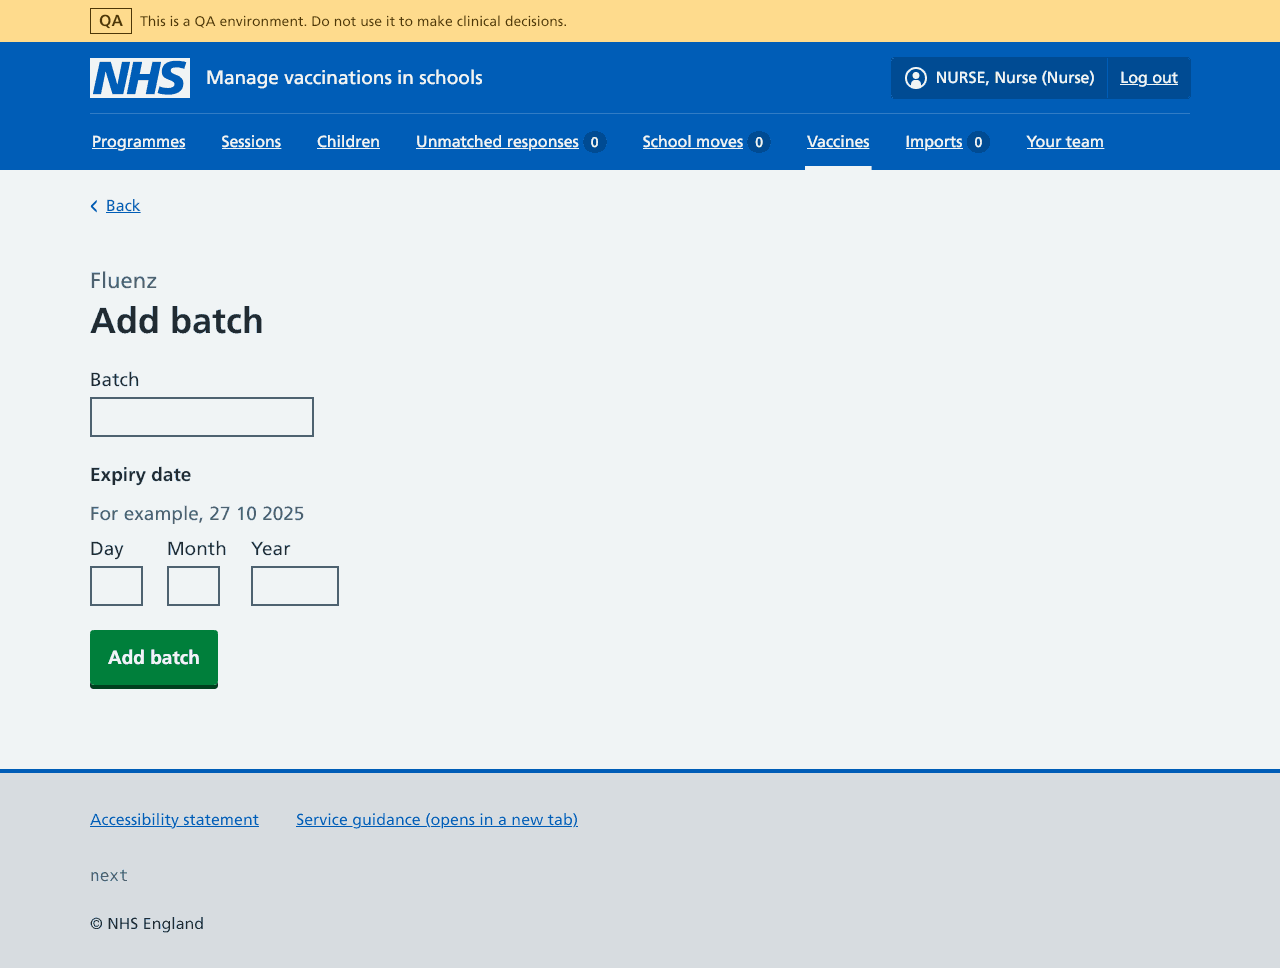 QA This is a QA environment. Do not use it to make clinical decisions.
NHS Manage vaccinations in schools NURSE, Nurse (Nurse) Log out
Programmes Sessions Children Unmatched responses 0 School moves 0 Vaccines Imports 0 Your team
Back
Fluenz
Add batch
Batch
Expiry date
For example, 27 10 2025
Day Month Year
Add batch
Accessibility statement Service guidance (opens in a new tab)
next
© NHS England